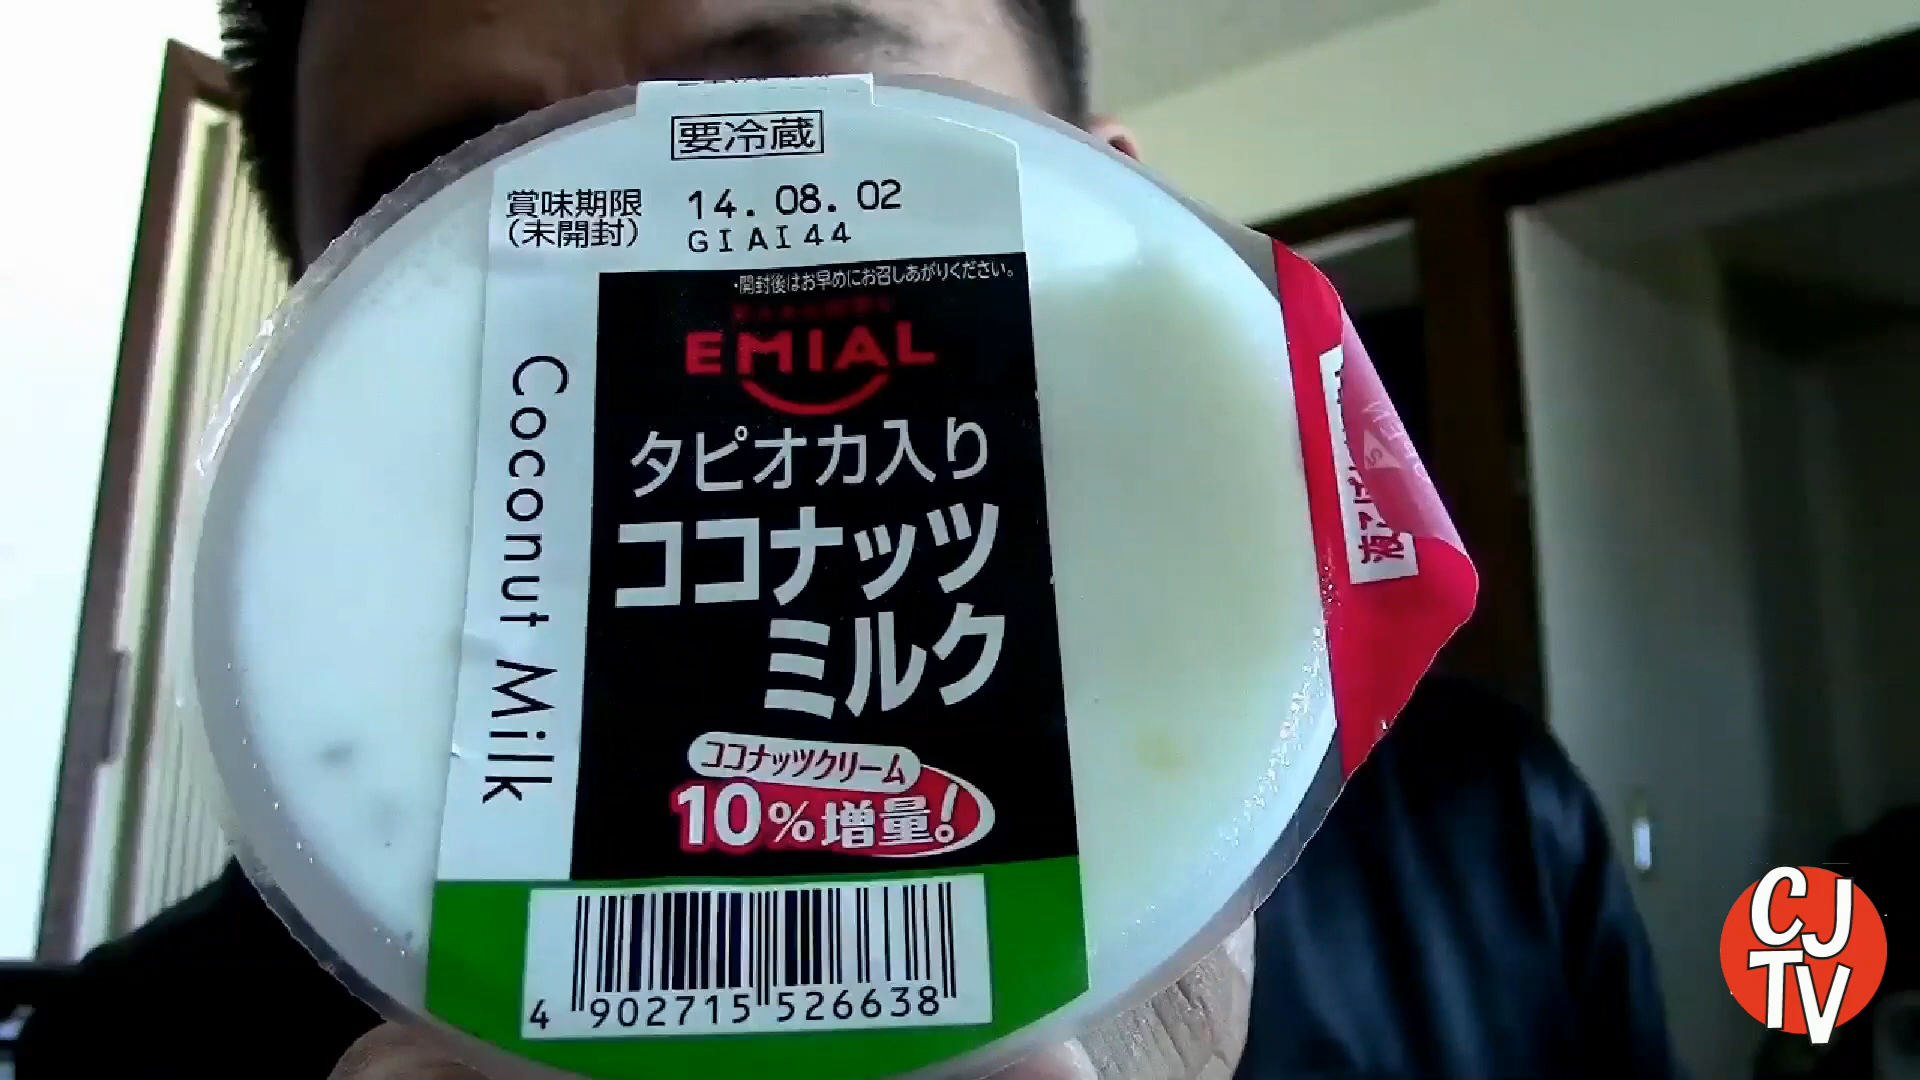 要冷蔵
賞味期限
(未開封)
14.08.02
GIAI44
・開封後はお早めにお召しあがりください。
EMIAL
タピオカ入り
ココナッツ
ミルク
Coconut Milk
ココナッツクリーム
10%増量!
4 902715 526638
CJ
TV